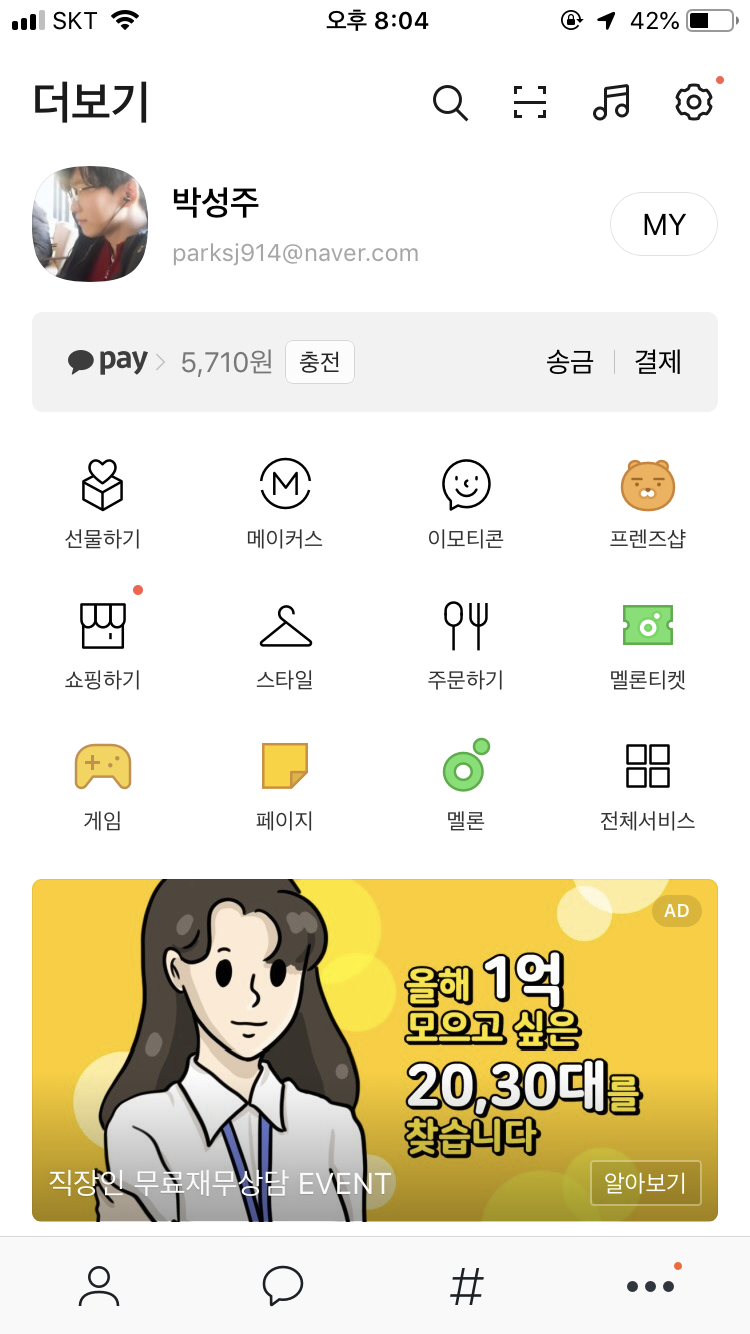 SKT 오후 8:04 42%
더보기
박성주
parksj914@naver.com
MY
pay 5,710원 충전 송금 결제
선물하기 메이커스 이모티콘 프렌즈샵
쇼핑하기 스타일 주문하기 멜론티켓
게임 페이지 멜론 전체서비스
AD
올해 1억
모으고 싶은
20,30대를
찾습니다
직장인 무료재무상담 EVENT 알아보기